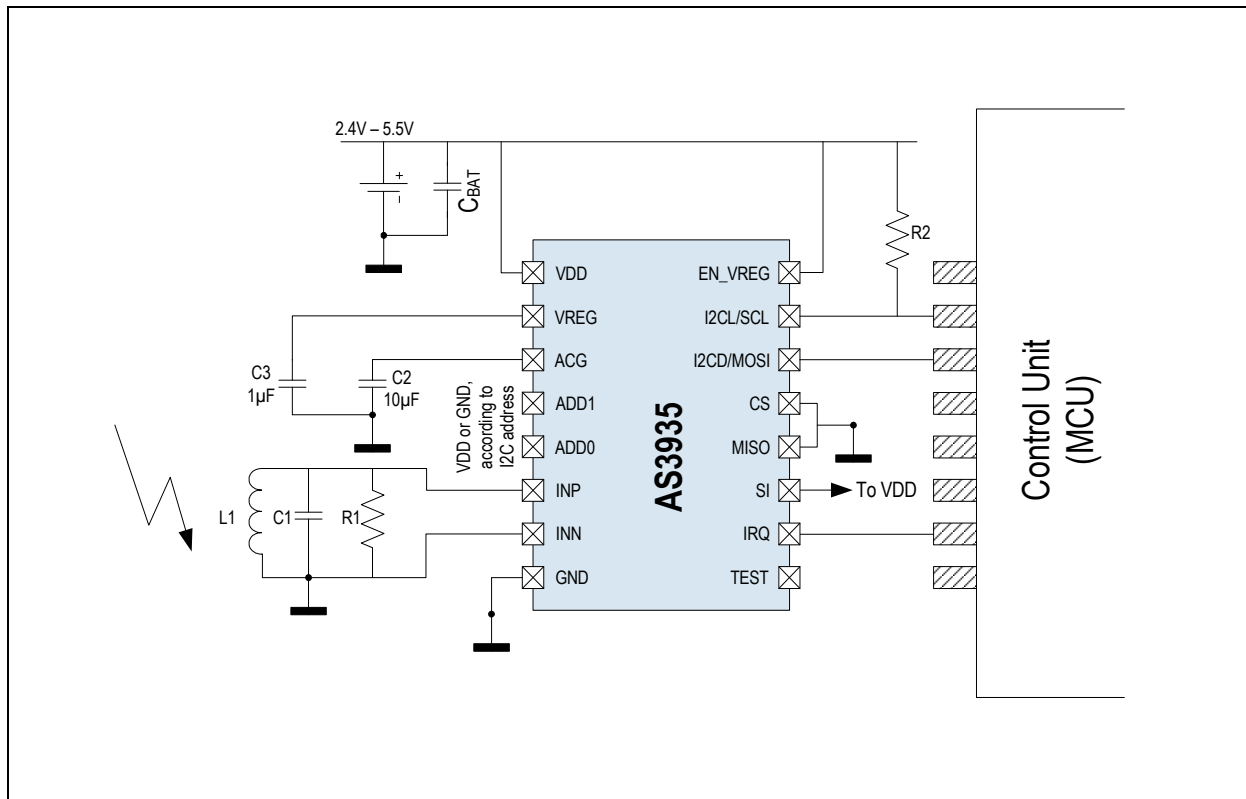 2.4V – 5.5V
+
-
CBAT
R2
VDD
VREG
ACG
ADD1
ADD0
INP
INN
GND
EN_VREG
I2CL/SCL
I2CD/MOSI
CS
MISO
SI
IRQ
TEST
AS3935
C3
1µF
C2
10µF
VDD or GND,
according to
I2C address
L1
C1
R1
To VDD
Control Unit
(MCU)